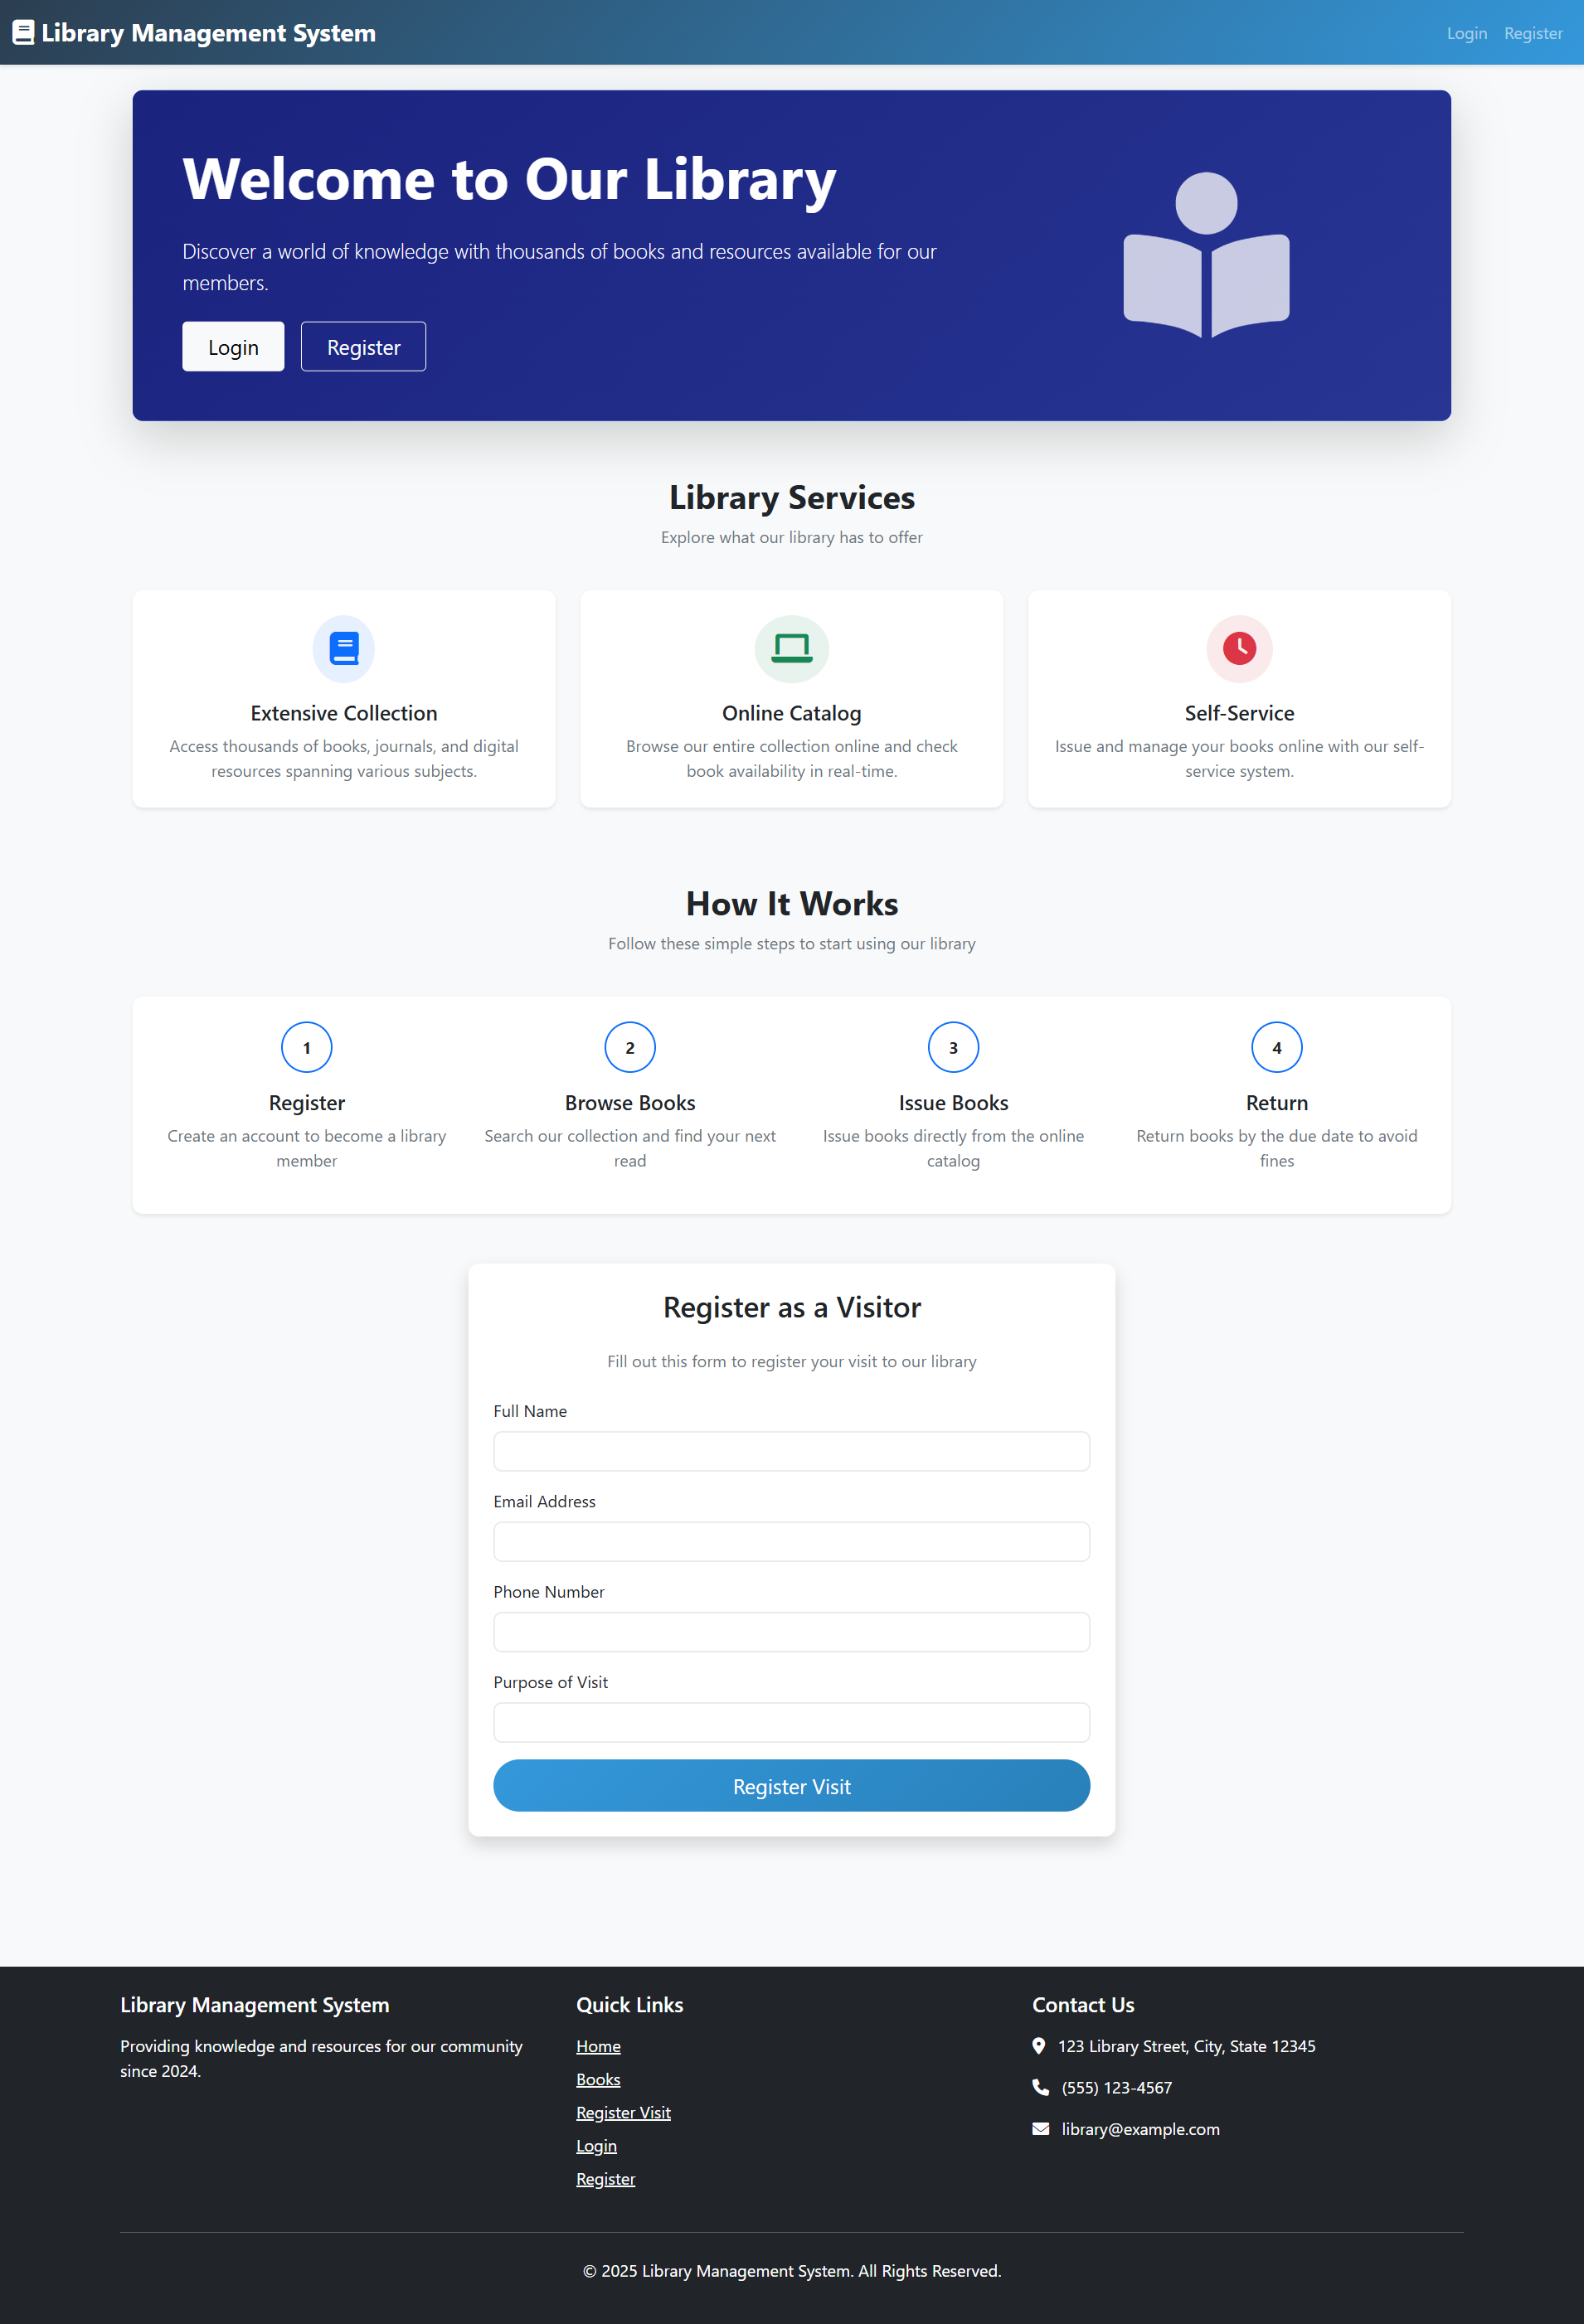 Library Management System
Login Register
Welcome to Our Library
Discover a world of knowledge with thousands of books and resources available for our
members.
Login Register
Library Services
Explore what our library has to offer
Extensive Collection
Access thousands of books, journals, and digital
resources spanning various subjects.
Online Catalog
Browse our entire collection online and check
book availability in real-time.
Self-Service
Issue and manage your books online with our self-
service system.
How It Works
Follow these simple steps to start using our library
1
Register
Create an account to become a library
member
2
Browse Books
Search our collection and find your next
read
3
Issue Books
Issue books directly from the online
catalog
4
Return
Return books by the due date to avoid
fines
Register as a Visitor
Fill out this form to register your visit to our library
Full Name
Email Address
Phone Number
Purpose of Visit
Register Visit
Library Management System
Providing knowledge and resources for our community
since 2024.
Quick Links
Home
Books
Register Visit
Login
Register
Contact Us
123 Library Street, City, State 12345
(555) 123-4567
library@example.com
© 2025 Library Management System. All Rights Reserved.